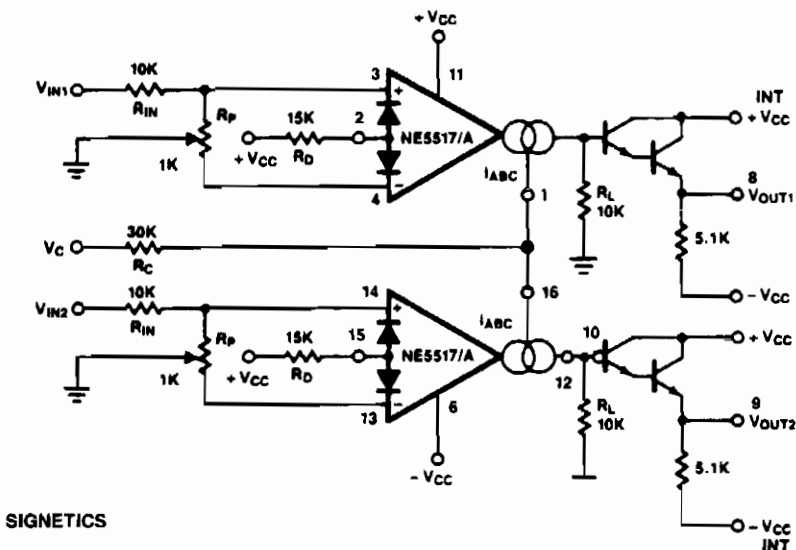 + VCC
10K
3
+
11
INT
VIN1
RIN
RP
15K
2
NE5517/A
+ VCC
+ VCC
RD
IABC
8
1K
4
−
1
RL
10K
VOUT1
5.1K
VC
30K
RC
− VCC
10K
14
+
16
VIN2
RIN
RP
15K
15
IABC
10
+ VCC
NE5517/A
12
+ VCC
RD
9
1K
13
−
6
RL
10K
VOUT2
5.1K
− VCC
SIGNETICS
− VCC
INT